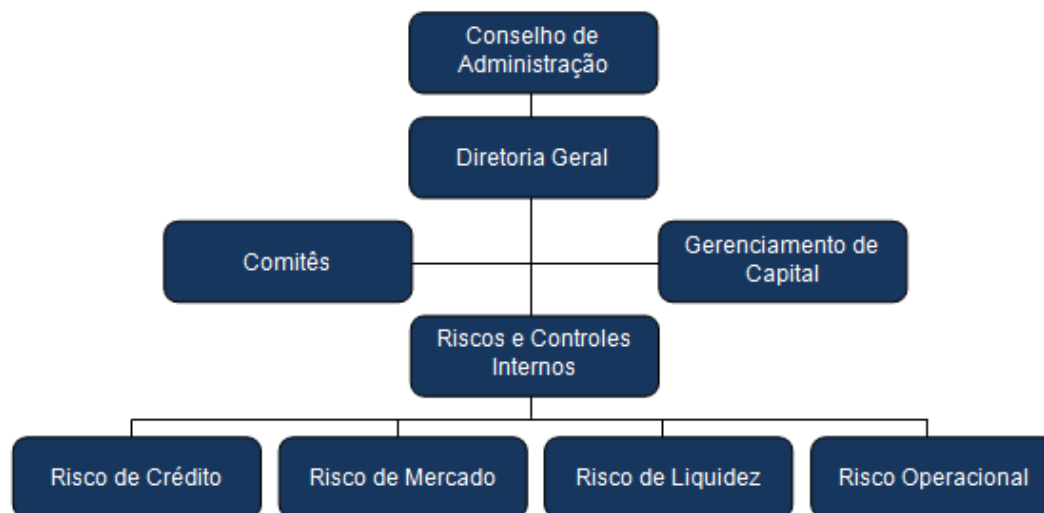 Conselho de
Administração
Diretoria Geral
Comitês
Gerenciamento de
Capital
Riscos e Controles
Internos
Risco de Crédito
Risco de Mercado
Risco de Liquidez
Risco Operacional